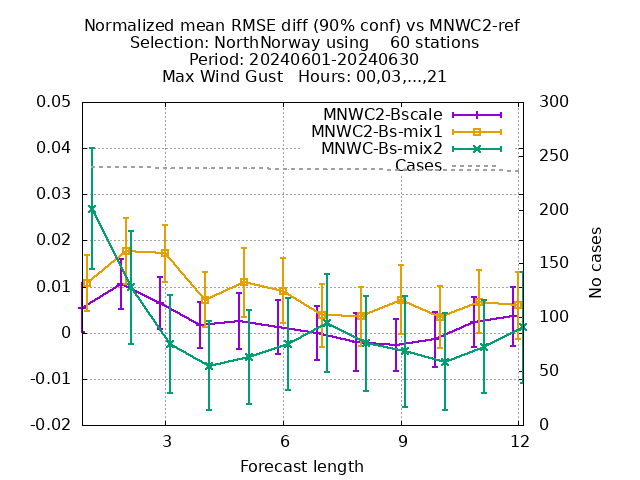 Normalized mean RMSE diff (90% conf) vs MNWC2-ref
Selection: NorthNorway using 60 stations
Period: 20240601-20240630
Max Wind Gust Hours: 00,03,...,21
MNWC2-Bscale
MNWC2-Bs-mix1
MNWC-Bs-mix2
Cases
0.05
0.04
0.03
0.02
0.01
0
-0.01
-0.02
300
250
200
150
100
50
0
No cases
3 6 9 12
Forecast length